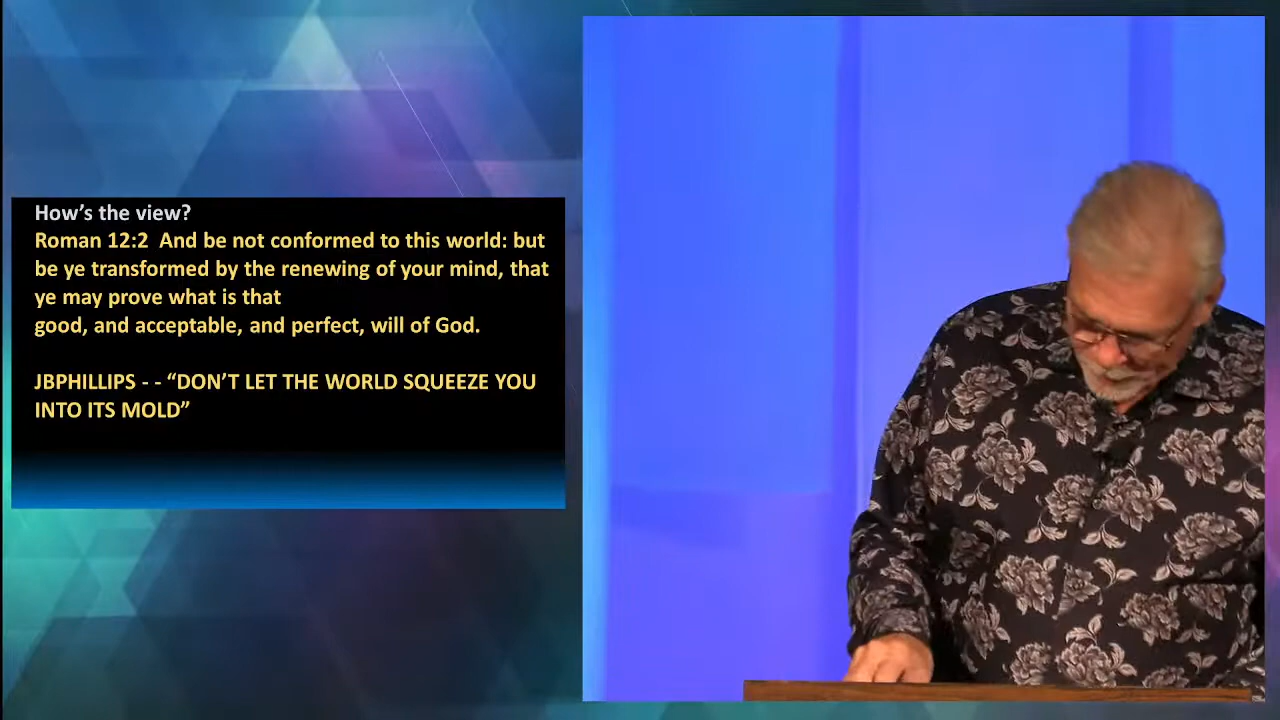 How’s the view?
Roman 12:2  And be not conformed to this world: but
be ye transformed by the renewing of your mind, that
ye may prove what is that
good, and acceptable, and perfect, will of God.
JBPHILLIPS - - “DON’T LET THE WORLD SQUEEZE YOU
INTO ITS MOLD”